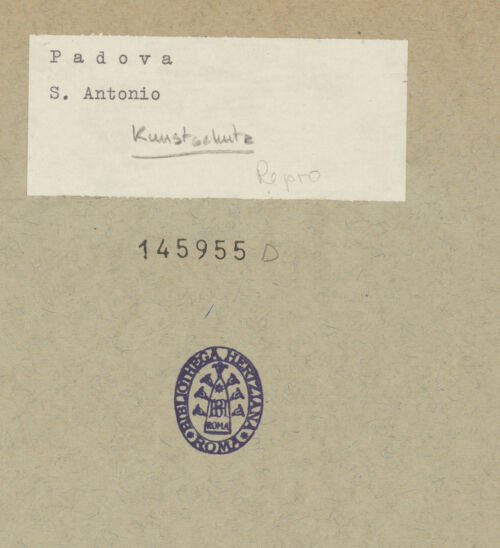 Padova
S. Antonio
Kunstschutz
Repro
145955 D
BIBLIOTHECA HERTZIANA
BH
ROMA
ROMA